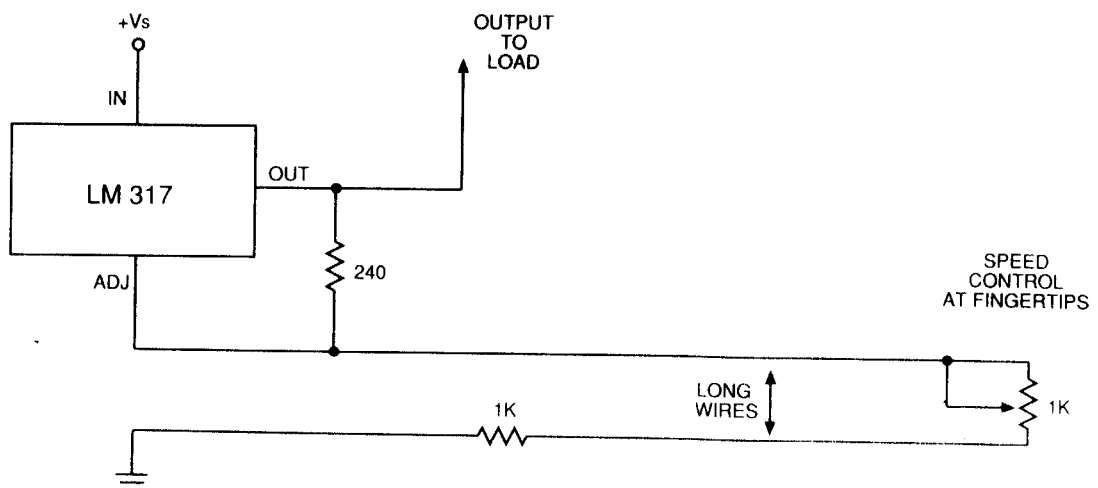 +Vs
OUTPUT
TO
LOAD
IN
OUT
LM 317
240
ADJ
SPEED
CONTROL
AT FINGERTIPS
LONG
WIRES
1K
1K